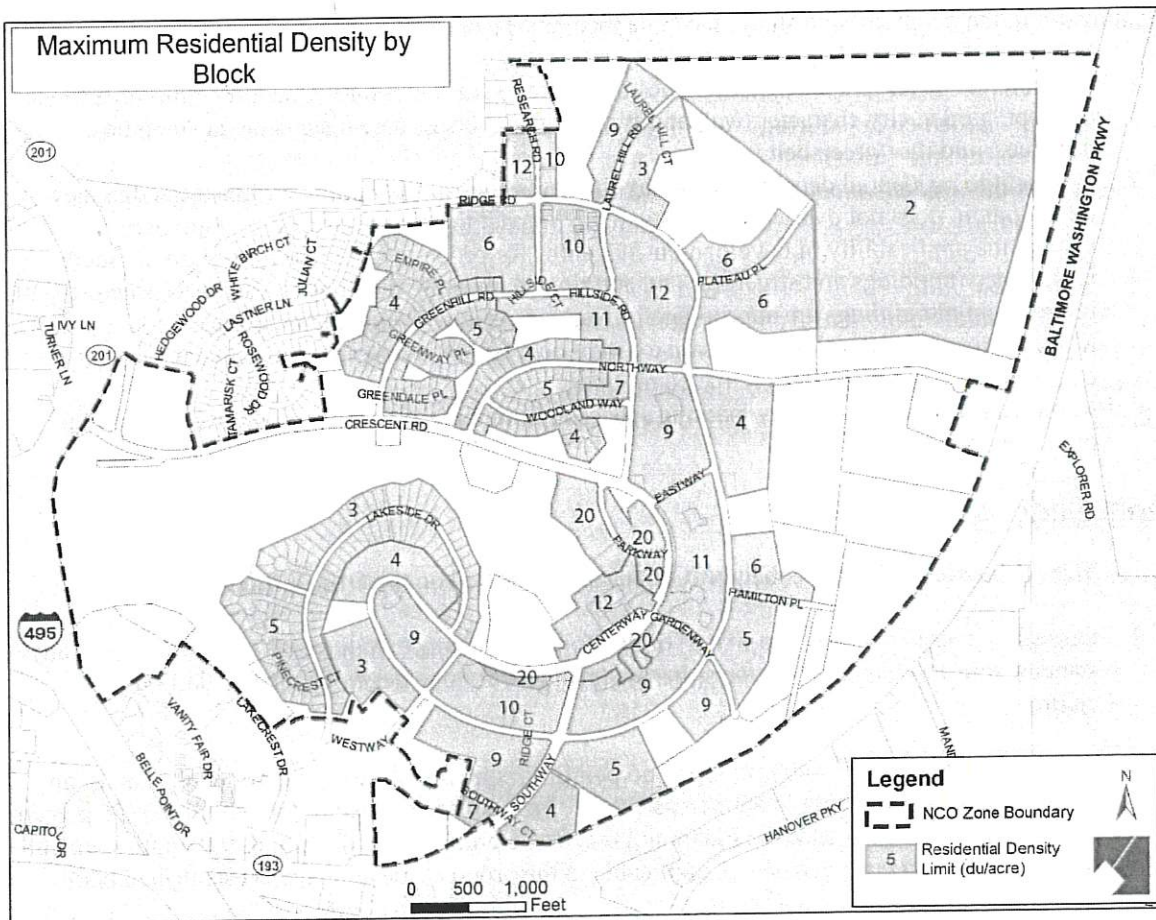 Maximum Residential Density by
Block
201
RESEARCH RD
12
10
LAUREL HILL CT
9
LAUREL HILL RD
3
2
BALTIMORE WASHINGTON PKWY
RIDGE RD
6
10
12
6
PLATEAU PL
6
HEDGEWOOD DR
WHITE BIRCH CT
JULIAN CT
LASTNER LN
IVY LN
TURNER LN
201
ROSEWOOD DR
TAMARISK CT
EMPIRE PL
4
GREENHILL RD
HILLSIDE CT
HILLSIDE RD
11
5
GREENWAY PL
4
NORTHWAY
5
7
WOODLAND WAY
GREENDALE PL
CRESCENT RD
4
9
4
EASTWAY
EXPLORER RD
3
LAKESIDE DR
4
20
20
PARKWAY
20
11
6
HAMILTON PL
12
CENTERWAY
GARDENWAY
20
5
495
5
PINECREST CT
3
9
20
10
9
9
RIDGE CT
LAKECREST DR
WESTWAY
VANITY FAIR DR
BELLE POINT DR
9
SOUTHWAY
5
SOUTHWAY CT
7
4
CAPITOL DR
193
HANOVER PKY
0 500 1,000
Feet
Legend
N
NCO Zone Boundary
5
Residential Density
Limit (du/acre)